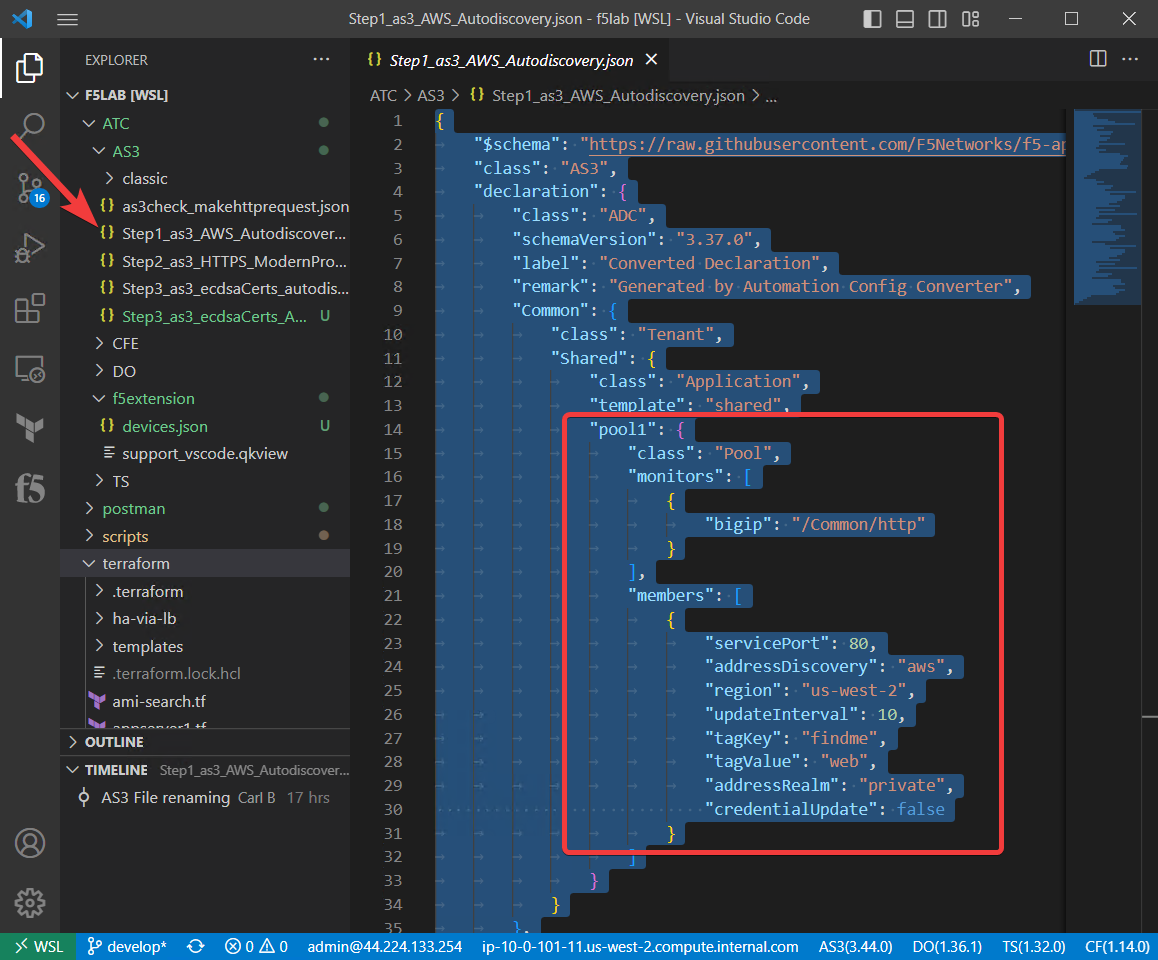 Step1_as3_AWS_Autodiscovery.json - f5lab [WSL] - Visual Studio Code
EXPLORER
F5LAB [WSL]
ATC
AS3
classic
{} as3check_makehttprequest.json
{} Step1_as3_AWS_Autodiscover...
{} Step2_as3_HTTPS_ModernPro...
{} Step3_as3_ecdsaCerts_autodis...
{} Step3_as3_ecdsaCerts_A... U
CFE
DO
f5extension
{} devices.json U
support_vscode.qkview
TS
postman
scripts
terraform
.terraform
ha-via-lb
templates
.terraform.lock.hcl
ami-search.tf
appserver1.tf
OUTLINE
TIMELINE Step1_as3_AWS_Autodiscover...
AS3 File renaming Carl B 17 hrs
16
f5
{} Step1_as3_AWS_Autodiscovery.json
ATC > AS3 > {} Step1_as3_AWS_Autodiscovery.json > ...
1 {
2 "$schema": "https://raw.githubusercontent.com/F5Networks/f5-ap
3 "class": "AS3",
4 "declaration": {
5 "class": "ADC",
6 "schemaVersion": "3.37.0",
7 "label": "Converted Declaration",
8 "remark": "Generated by Automation Config Converter",
9 "Common": {
10 "class": "Tenant",
11 "Shared": {
12 "class": "Application",
13 "template": "shared",
14 "pool1": {
15 "class": "Pool",
16 "monitors": [
17 {
18 "bigip": "/Common/http"
19 }
20 ],
21 "members": [
22 {
23 "servicePort": 80,
24 "addressDiscovery": "aws",
25 "region": "us-west-2",
26 "updateInterval": 10,
27 "tagKey": "findme",
28 "tagValue": "web",
29 "addressRealm": "private",
30 "credentialUpdate": false
31 }
32 ]
33 }
34 }
35 },
WSL develop* 0 0 admin@44.224.133.254 ip-10-0-101-11.us-west-2.compute.internal.com AS3(3.44.0) DO(1.36.1) TS(1.32.0) CF(1.14.0)